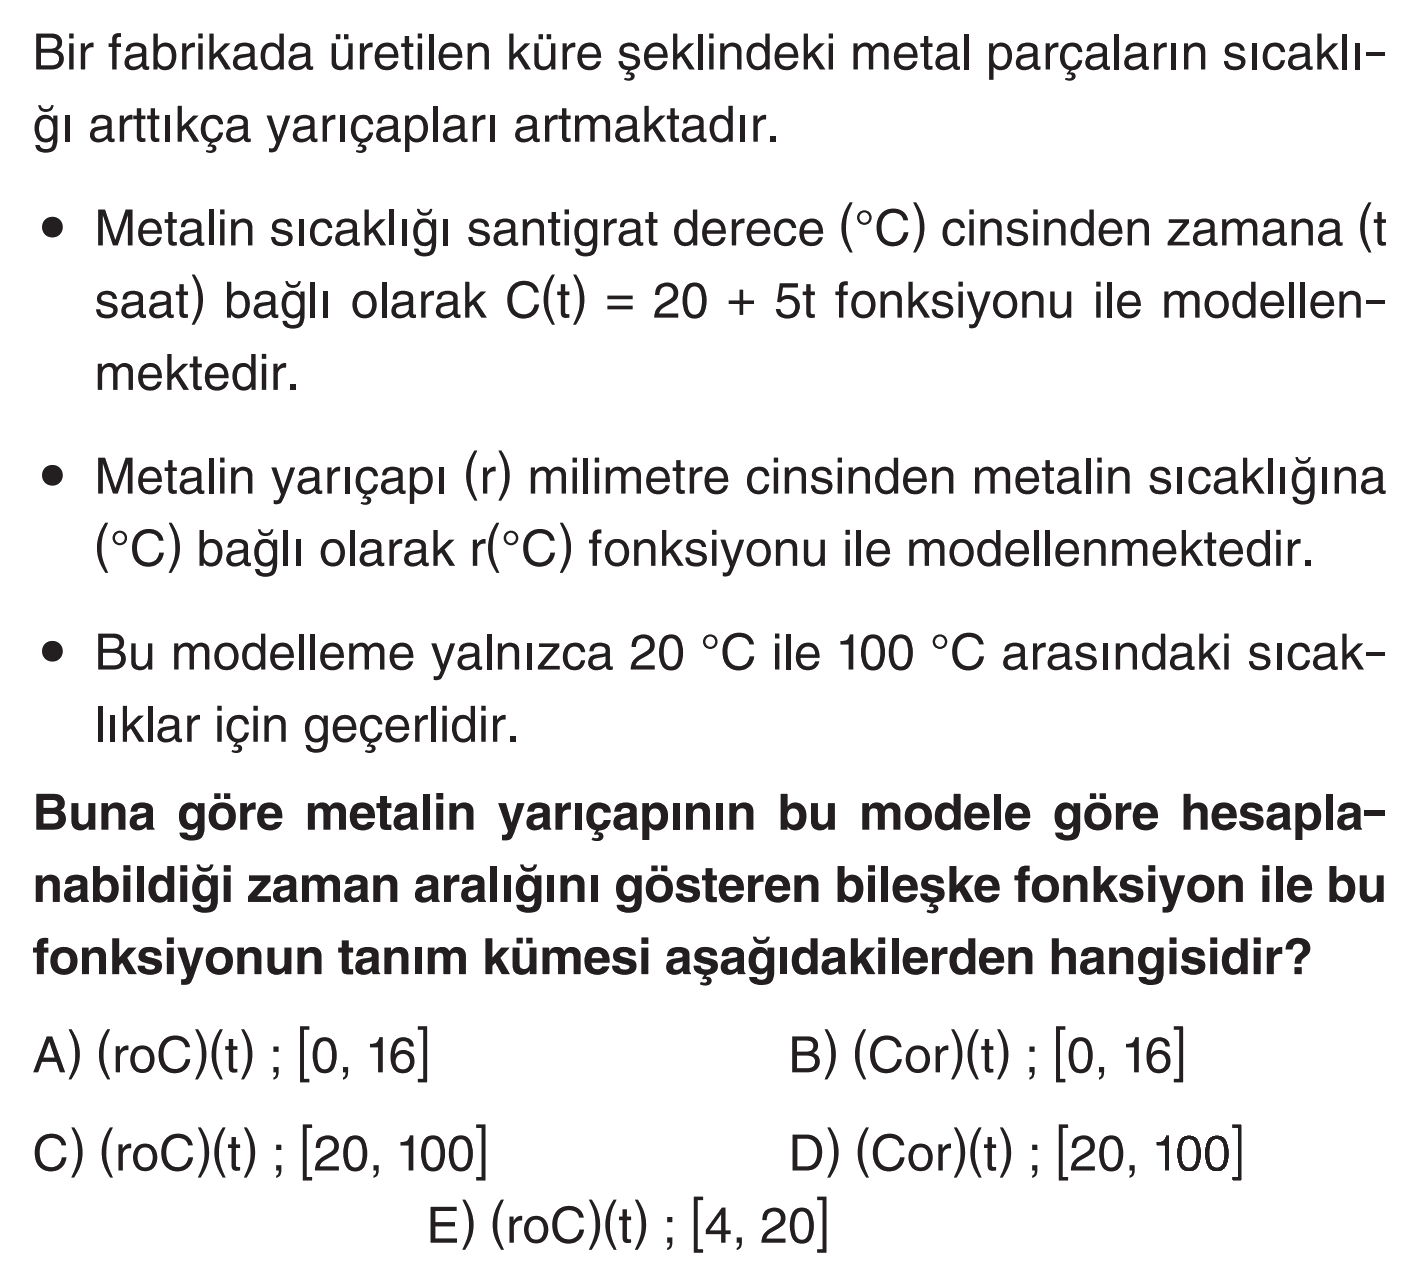 Bir fabrikada üretilen küre şeklindeki metal parçaların sıcaklı-
ğı arttıkça yarıçapları artmaktadır.
• Metalin sıcaklığı santigrat derece (°C) cinsinden zamana (t
saat) bağlı olarak C(t) = 20 + 5t fonksiyonu ile modellen-
mektedir.
• Metalin yarıçapı (r) milimetre cinsinden metalin sıcaklığına
(°C) bağlı olarak r(°C) fonksiyonu ile modellenmektedir.
• Bu modelleme yalnızca 20 °C ile 100 °C arasındaki sıcak-
lıklar için geçerlidir.
Buna göre metalin yarıçapının bu modele göre hesapla-
nabildiği zaman aralığını gösteren bileşke fonksiyon ile bu
fonksiyonun tanım kümesi aşağıdakilerden hangisidir?
A) (roC)(t) ; [0, 16] B) (Cor)(t) ; [0, 16]
C) (roC)(t) ; [20, 100] D) (Cor)(t) ; [20, 100]
E) (roC)(t) ; [4, 20]